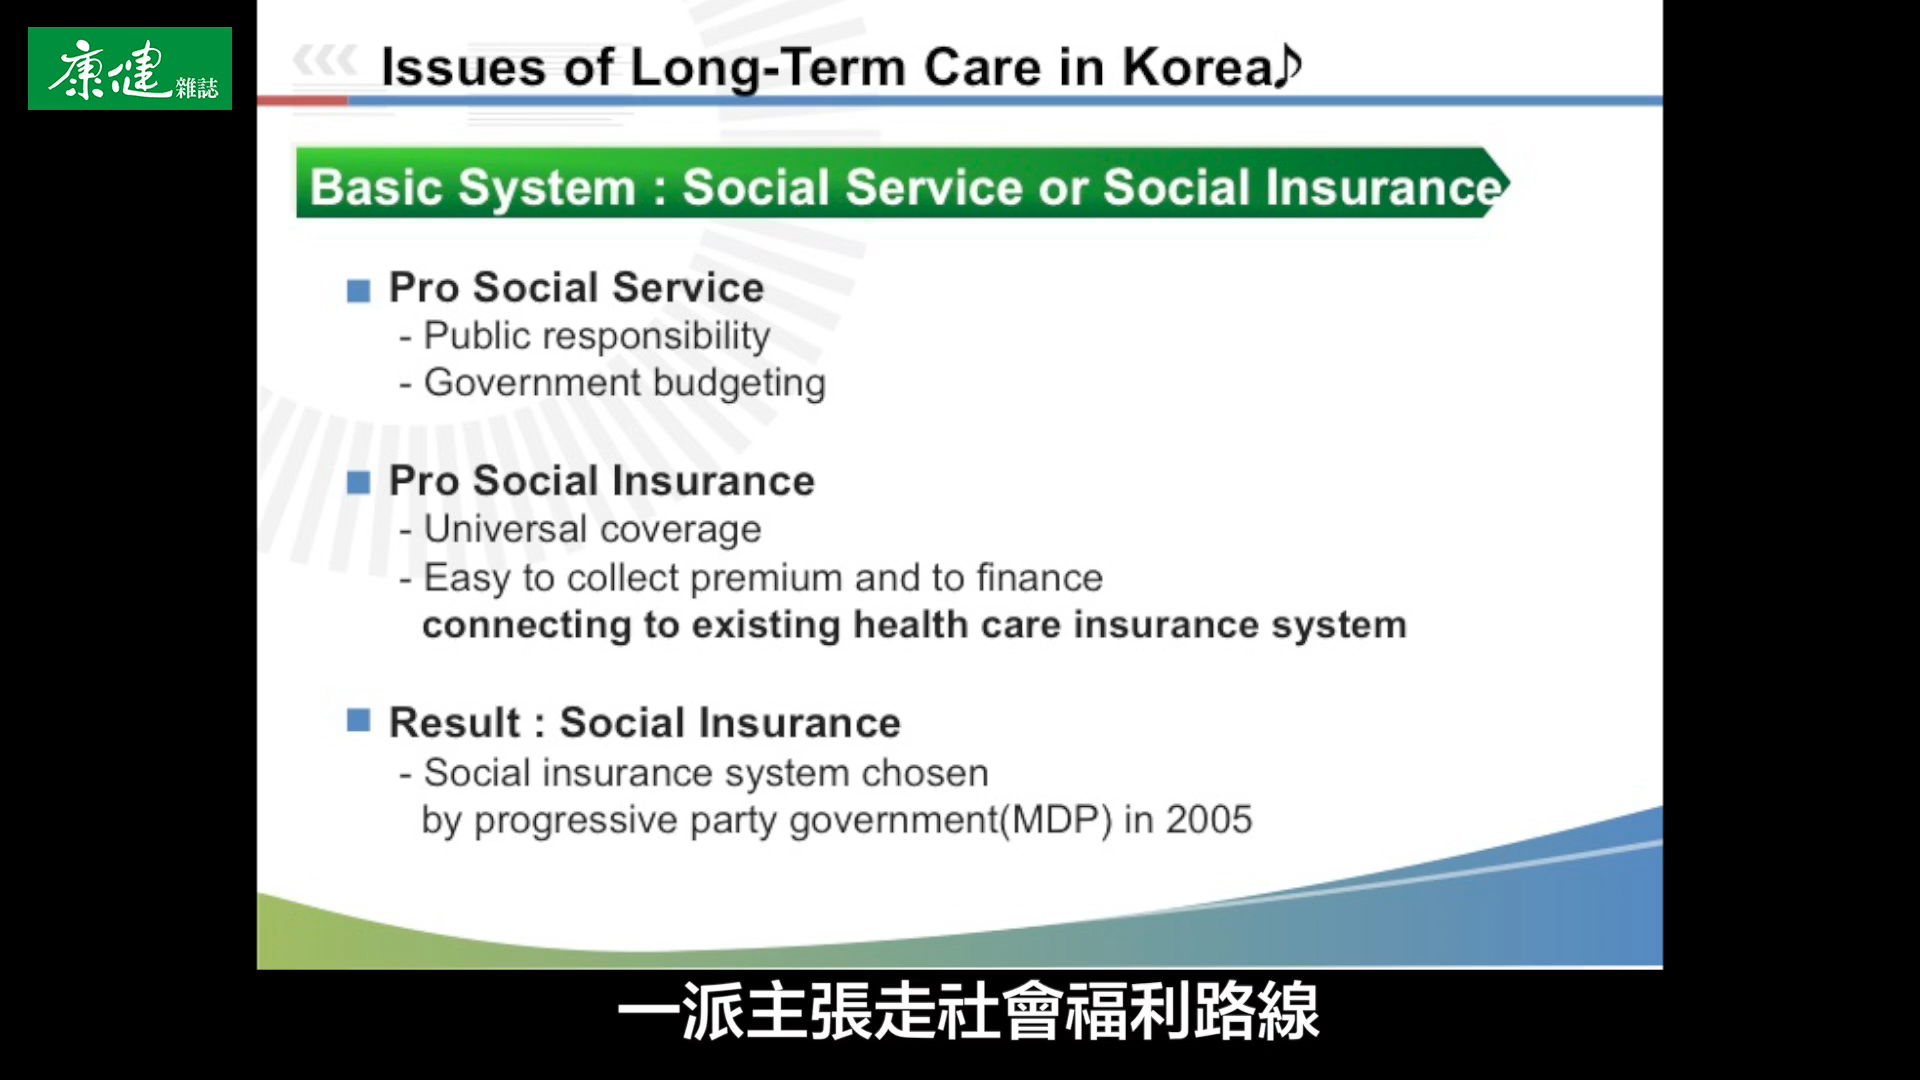 康健雜誌
Issues of Long-Term Care in Korea♪
Basic System : Social Service or Social Insurance
Pro Social Service
- Public responsibility
- Government budgeting
Pro Social Insurance
- Universal coverage
- Easy to collect premium and to finance
connecting to existing health care insurance system
Result : Social Insurance
- Social insurance system chosen
by progressive party government(MDP) in 2005
一派主張走社會福利路線